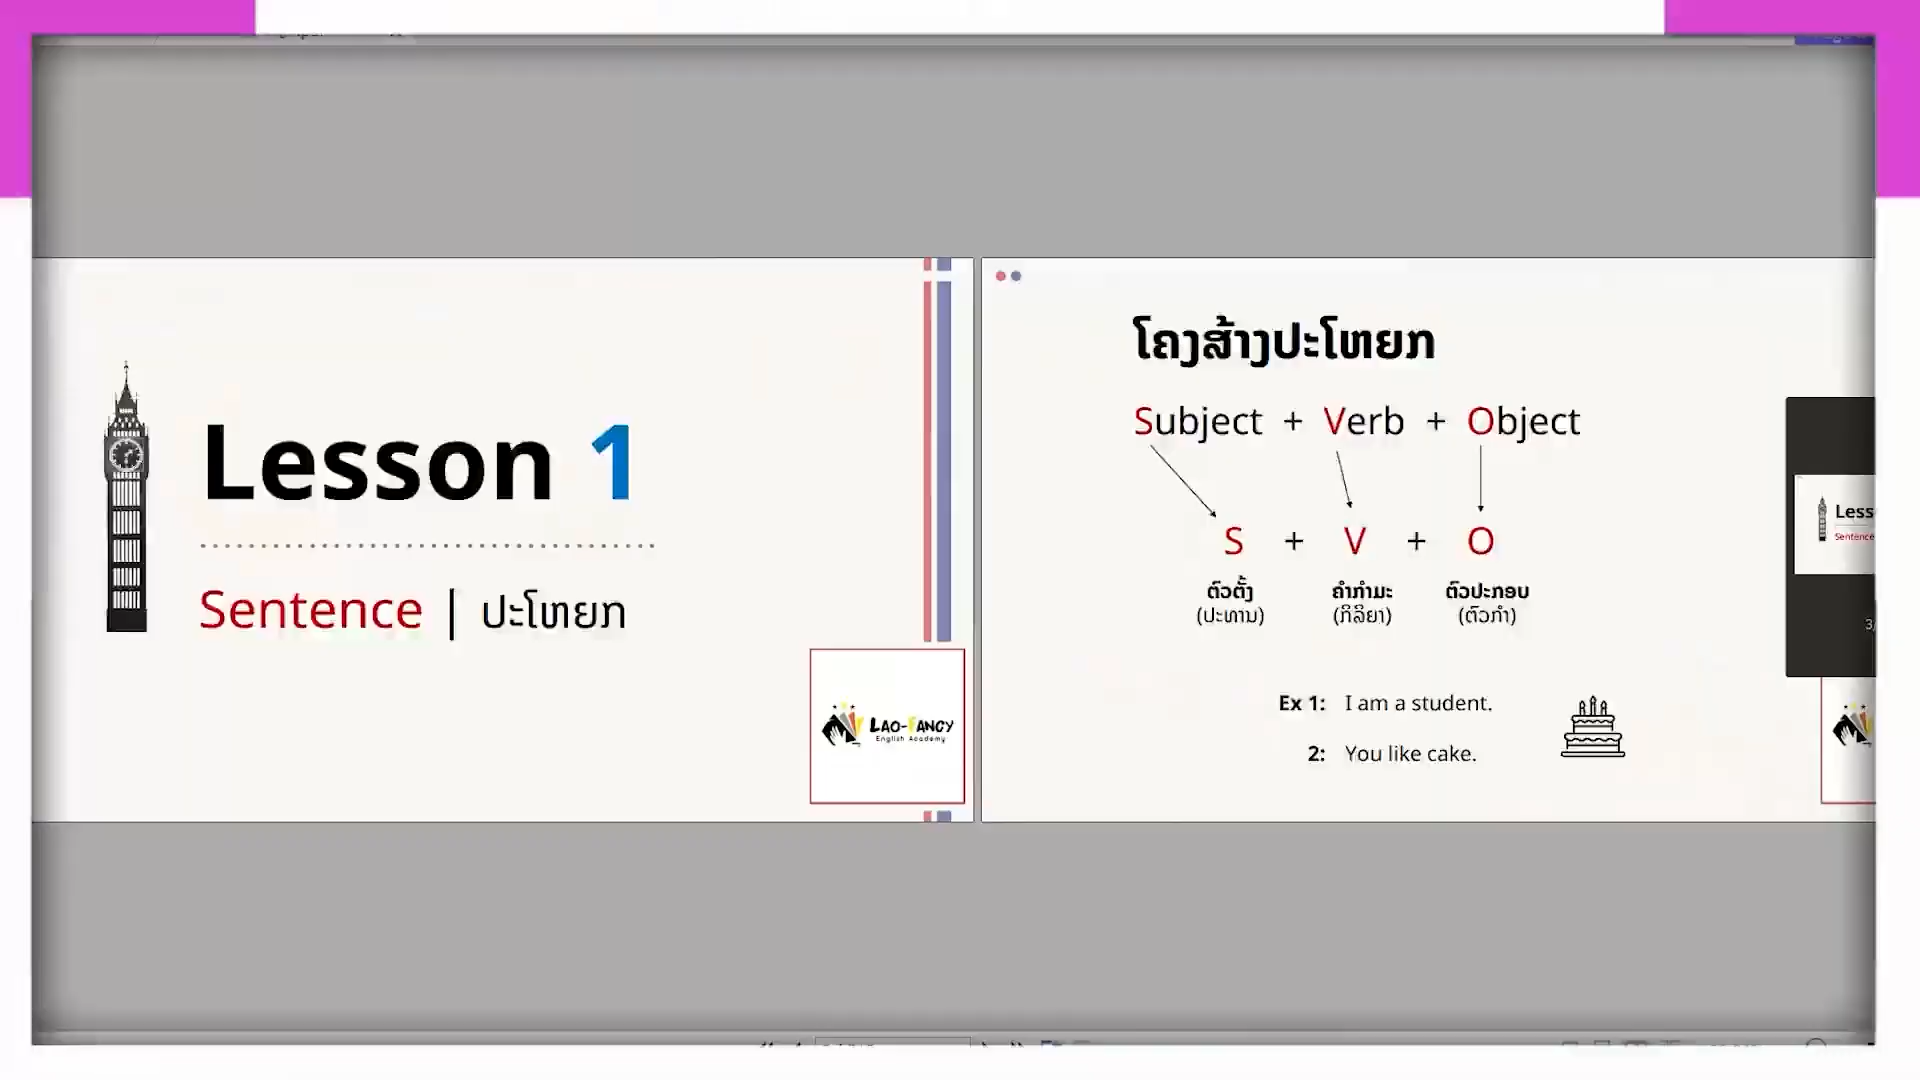 Lesson 1
Sentence | ປະໂຫຍກ
LAO-FANCY
English Academy
ໂຄງສ້າງປະໂຫຍກ
Subject + Verb + Object
S + V + O
ຕົວຕັ້ງ ຄຳກຳມະ ຕົວປະກອບ
(ປະທານ) (ກິລິຍາ) (ຕົວກຳ)
Ex 1: I am a student.
2: You like cake.
Less
Sentence
3/